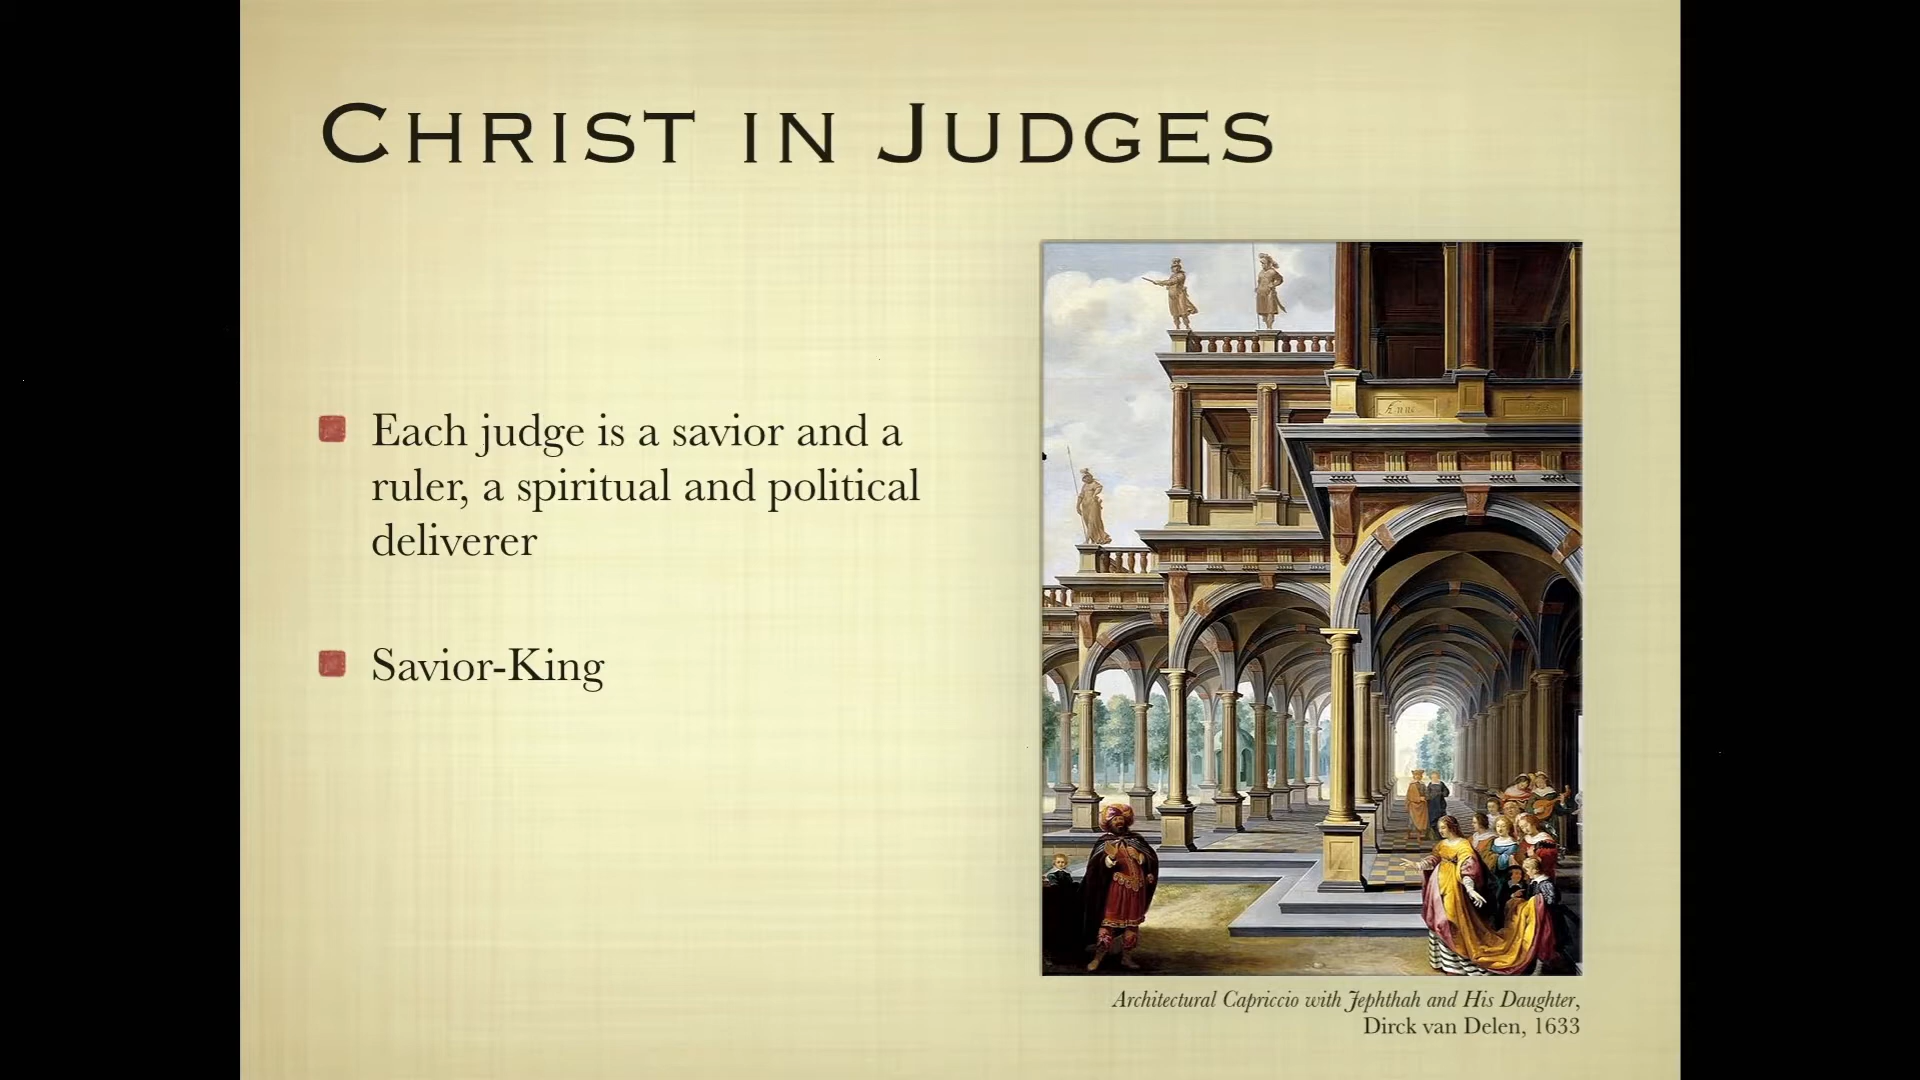 Christ in Judges
Each judge is a savior and a
ruler, a spiritual and political
deliverer
Savior-King
Architectural Capriccio with Jephthah and His Daughter,
Dirck van Delen, 1633